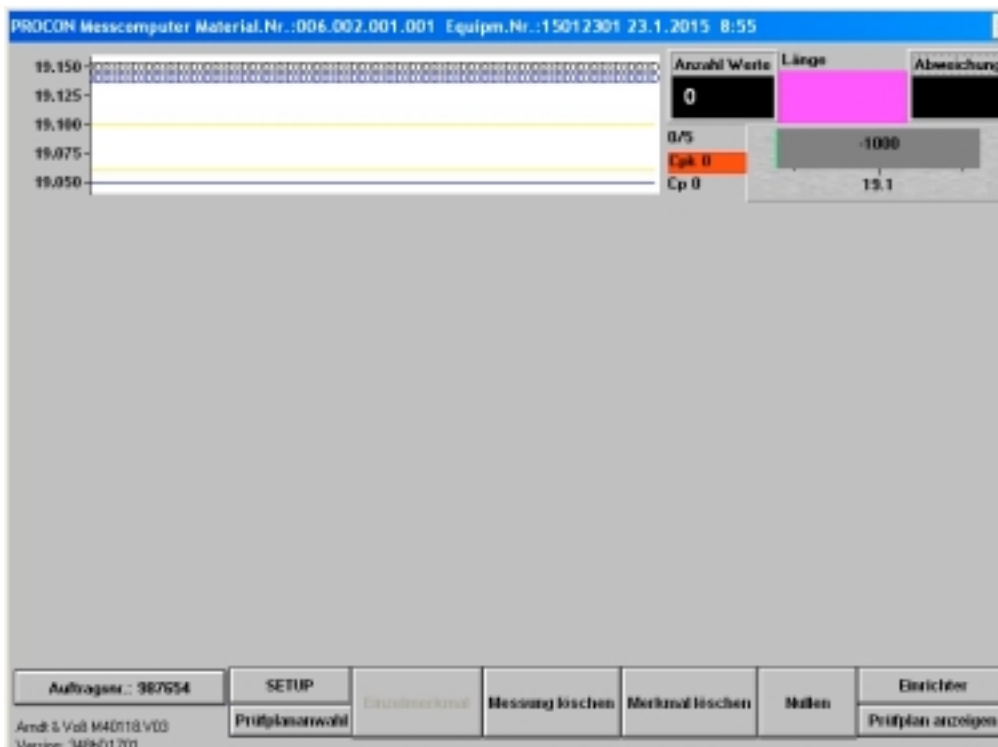 PROCON Messcomputer Material.Nr.:006.002.001.001 Equipm.Nr.:15012301 23.1.2015 8:55
19.150
19.125
19.100
19.075
19.050
Anzahl Werte
0
Länge
Abweichung
0/5
Cpk 0
Cp 0
-1000
19.1
Auftragsnr.: 987654
SETUP
Prüfplananwahl
Einzelmerkmal
Messung löschen
Merkmal löschen
Nullen
Einrichter
Prüfplan anzeigen
Arndt & Voß M40118.V03